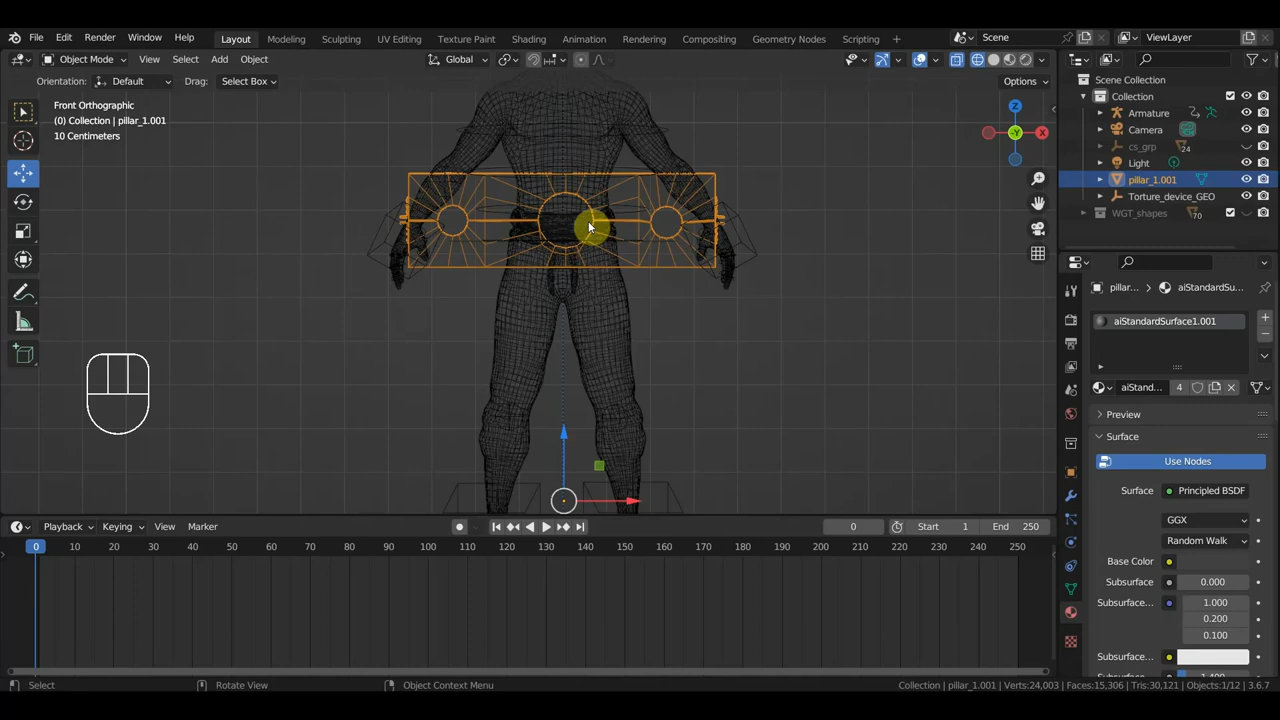 File Edit Render Window Help Layout Modeling Sculpting UV Editing Texture Paint Shading Animation Rendering Compositing Geometry Nodes Scripting + Scene ViewLayer
Object Mode View Select Add Object Global Options
Orientation: Default Drag: Select Box
Front Orthographic
(0) Collection | pillar_1.001
10 Centimeters
Z
-Y
X
Scene Collection
Collection
Armature
Camera
cs_grp 24
Light
pillar_1.001
Torture_device_GEO
WGT_shapes 70
pillar... aiStandardSu...
aiStandardSurface1.001
aiStand... 4
Preview
Surface
Use Nodes
Surface Principled BSDF
GGX
Random Walk
Base Color
Subsurface 0.000
Subsurface... 1.000
0.200
0.100
Subsurface...
Subsurface... 1.400
Playback Keying View Marker 0 Start 1 End 250
0 10 20 30 40 50 60 70 80 90 100 110 120 130 140 150 160 170 180 190 200 210 220 230 240 250
Select Rotate View Object Context Menu Collection | pillar_1.001 | Verts:24,003 | Faces:15,306 | Tris:30,121 | Objects:1/12 | 3.6.7